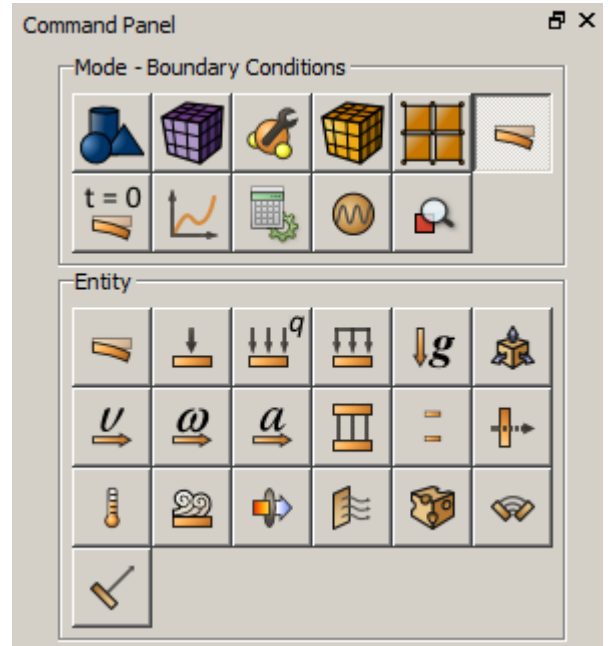 Command Panel
Mode - Boundary Conditions
t = 0
Entity
q
g
υ ω a